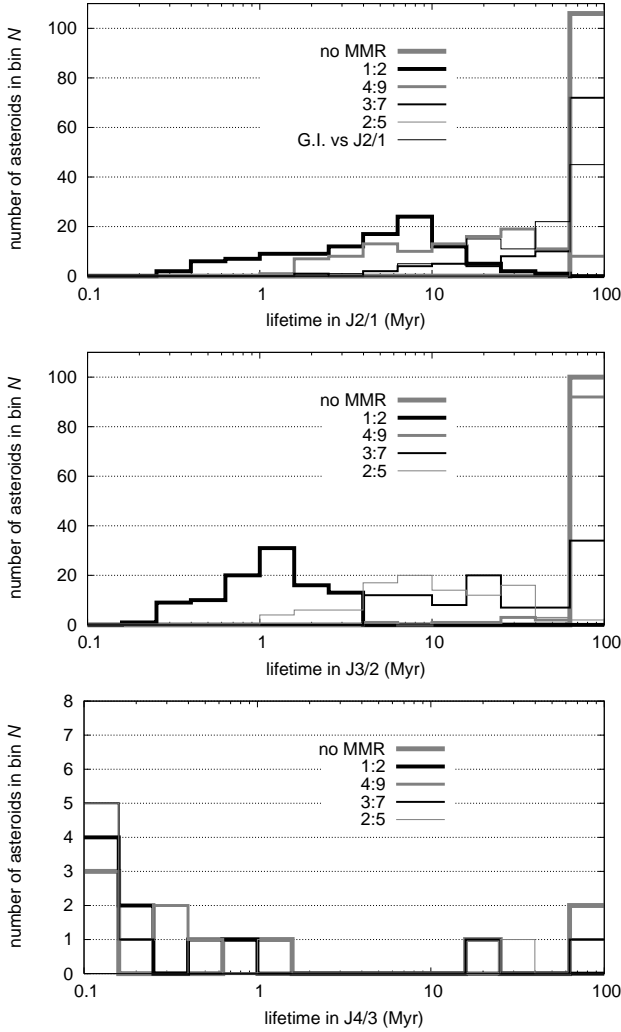 number of asteroids in bin N
100
80
60
40
20
0
no MMR
1:2
4:9
3:7
2:5
G.I. vs J2/1
0.1 1 10 100
lifetime in J2/1 (Myr)
number of asteroids in bin N
100
80
60
40
20
0
no MMR
1:2
4:9
3:7
2:5
0.1 1 10 100
lifetime in J3/2 (Myr)
number of asteroids in bin N
8
7
6
5
4
3
2
1
0
no MMR
1:2
4:9
3:7
2:5
0.1 1 10 100
lifetime in J4/3 (Myr)